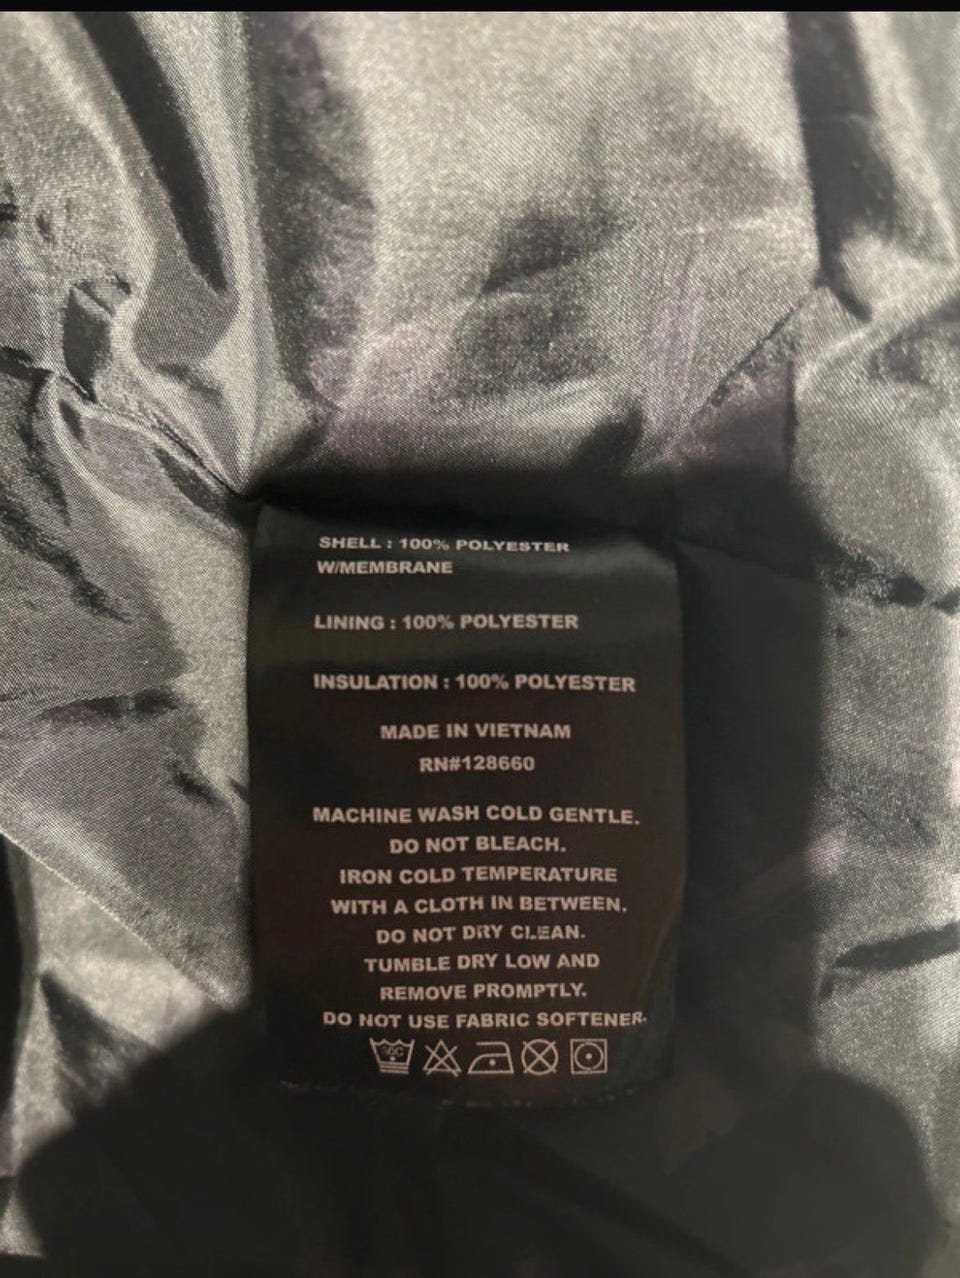 SHELL : 100% POLYESTER
W/MEMBRANE
LINING : 100% POLYESTER
INSULATION : 100% POLYESTER
MADE IN VIETNAM
RN#128660
MACHINE WASH COLD GENTLE.
DO NOT BLEACH.
IRON COLD TEMPERATURE
WITH A CLOTH IN BETWEEN.
DO NOT DRY CLEAN.
TUMBLE DRY LOW AND
REMOVE PROMPTLY.
DO NOT USE FABRIC SOFTENER.
30C